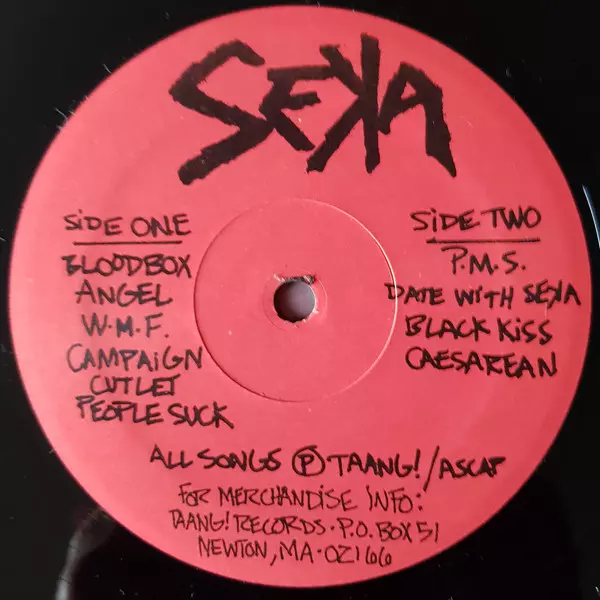 SEKA
SiDE ONE
BLOODBOX
ANGEL
W.M.F.
CAMPAiGN
CUTLET
PEOPLE SUCK
SiDE TWO
P.M.S.
DATE WiTH SEKA
BLACK KiSS
CAESAREAN
ALL SONGS ℗ TAANG!/ASCAP
FOR MERCHANDISE iNFO:
TAANG! RECORDS·P.O. BOX 51
NEWTON, MA·02166